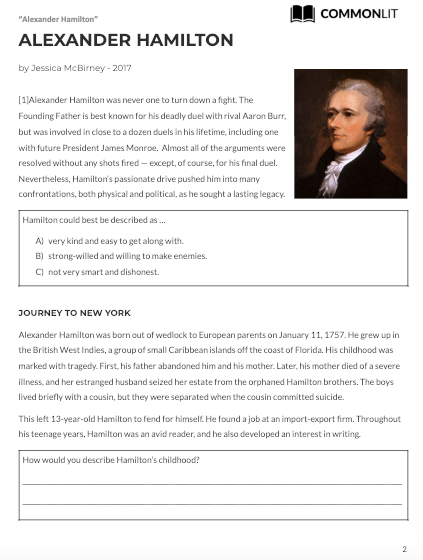 "Alexander Hamilton"
COMMONLIT
ALEXANDER HAMILTON
by Jessica McBirney - 2017
[1]Alexander Hamilton was never one to turn down a fight. The
Founding Father is best known for his deadly duel with rival Aaron Burr,
but was involved in close to a dozen duels in his lifetime, including one
with future President James Monroe.  Almost all of the arguments were
resolved without any shots fired — except, of course, for his final duel.
Nevertheless, Hamilton's passionate drive pushed him into many
confrontations, both physical and political, as he sought a lasting legacy.
Hamilton could best be described as ...
A) very kind and easy to get along with.
B) strong-willed and willing to make enemies.
C) not very smart and dishonest.
JOURNEY TO NEW YORK
Alexander Hamilton was born out of wedlock to European parents on January 11, 1757. He grew up in
the British West Indies, a group of small Caribbean islands off the coast of Florida. His childhood was
marked with tragedy. First, his father abandoned him and his mother. Later, his mother died of a severe
illness, and her estranged husband seized her estate from the orphaned Hamilton brothers. The boys
lived briefly with a cousin, but they were separated when the cousin committed suicide.
This left 13-year-old Hamilton to fend for himself. He found a job at an import-export firm. Throughout
his teenage years, Hamilton was an avid reader, and he also developed an interest in writing.
How would you describe Hamilton's childhood?
2